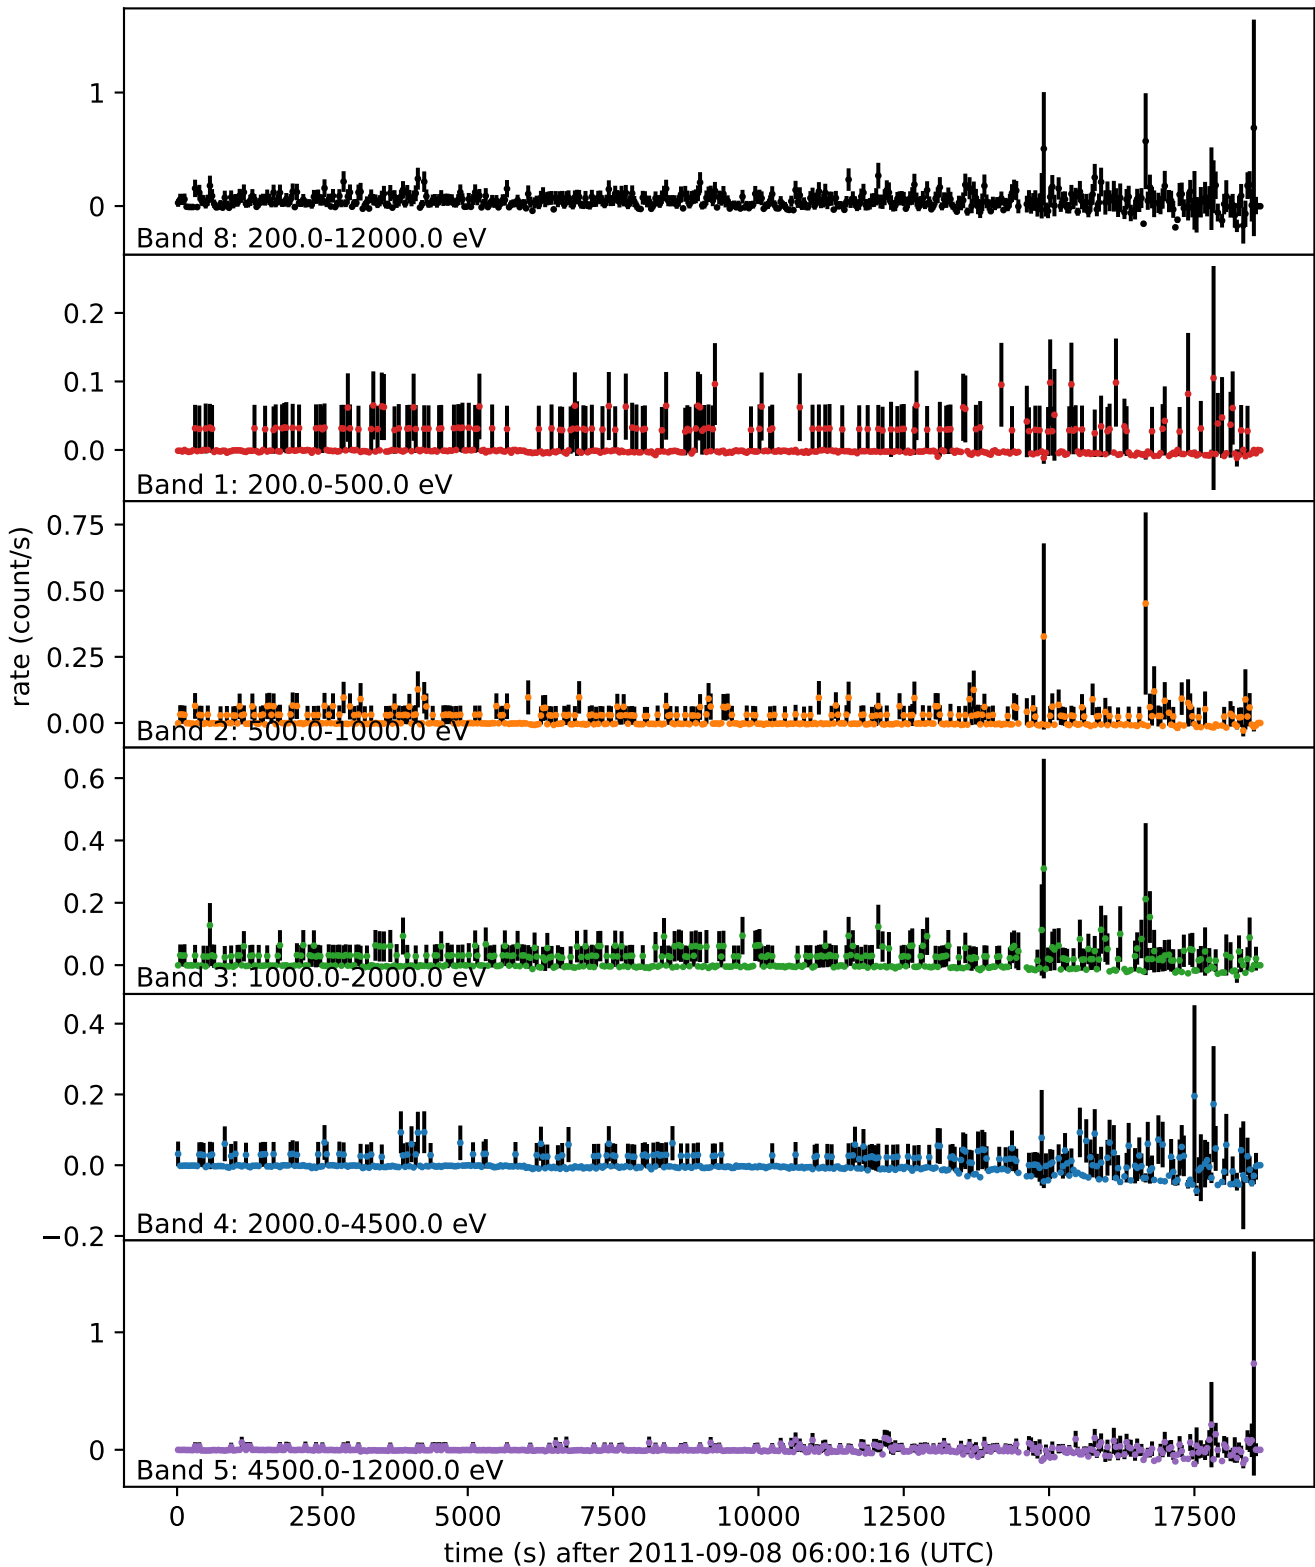 1
0
Band 8: 200.0-12000.0 eV
0.2
0.1
0.0
Band 1: 200.0-500.0 eV
rate (count/s)
0.75
0.50
0.25
0.00
Band 2: 500.0-1000.0 eV
0.6
0.4
0.2
0.0
Band 3: 1000.0-2000.0 eV
0.4
0.2
0.0
−0.2
Band 4: 2000.0-4500.0 eV
1
0
Band 5: 4500.0-12000.0 eV
0 2500 5000 7500 10000 12500 15000 17500
time (s) after 2011-09-08 06:00:16 (UTC)